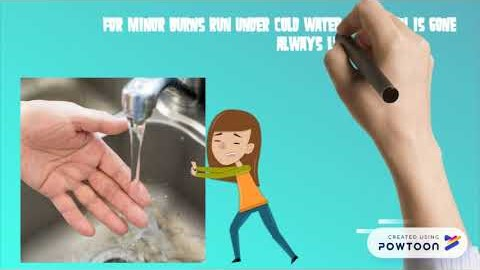 FOR MINOR BURNS RUN UNDER COLD WATER IS GONE
ALWAYS
CREATED USING
POWTOON